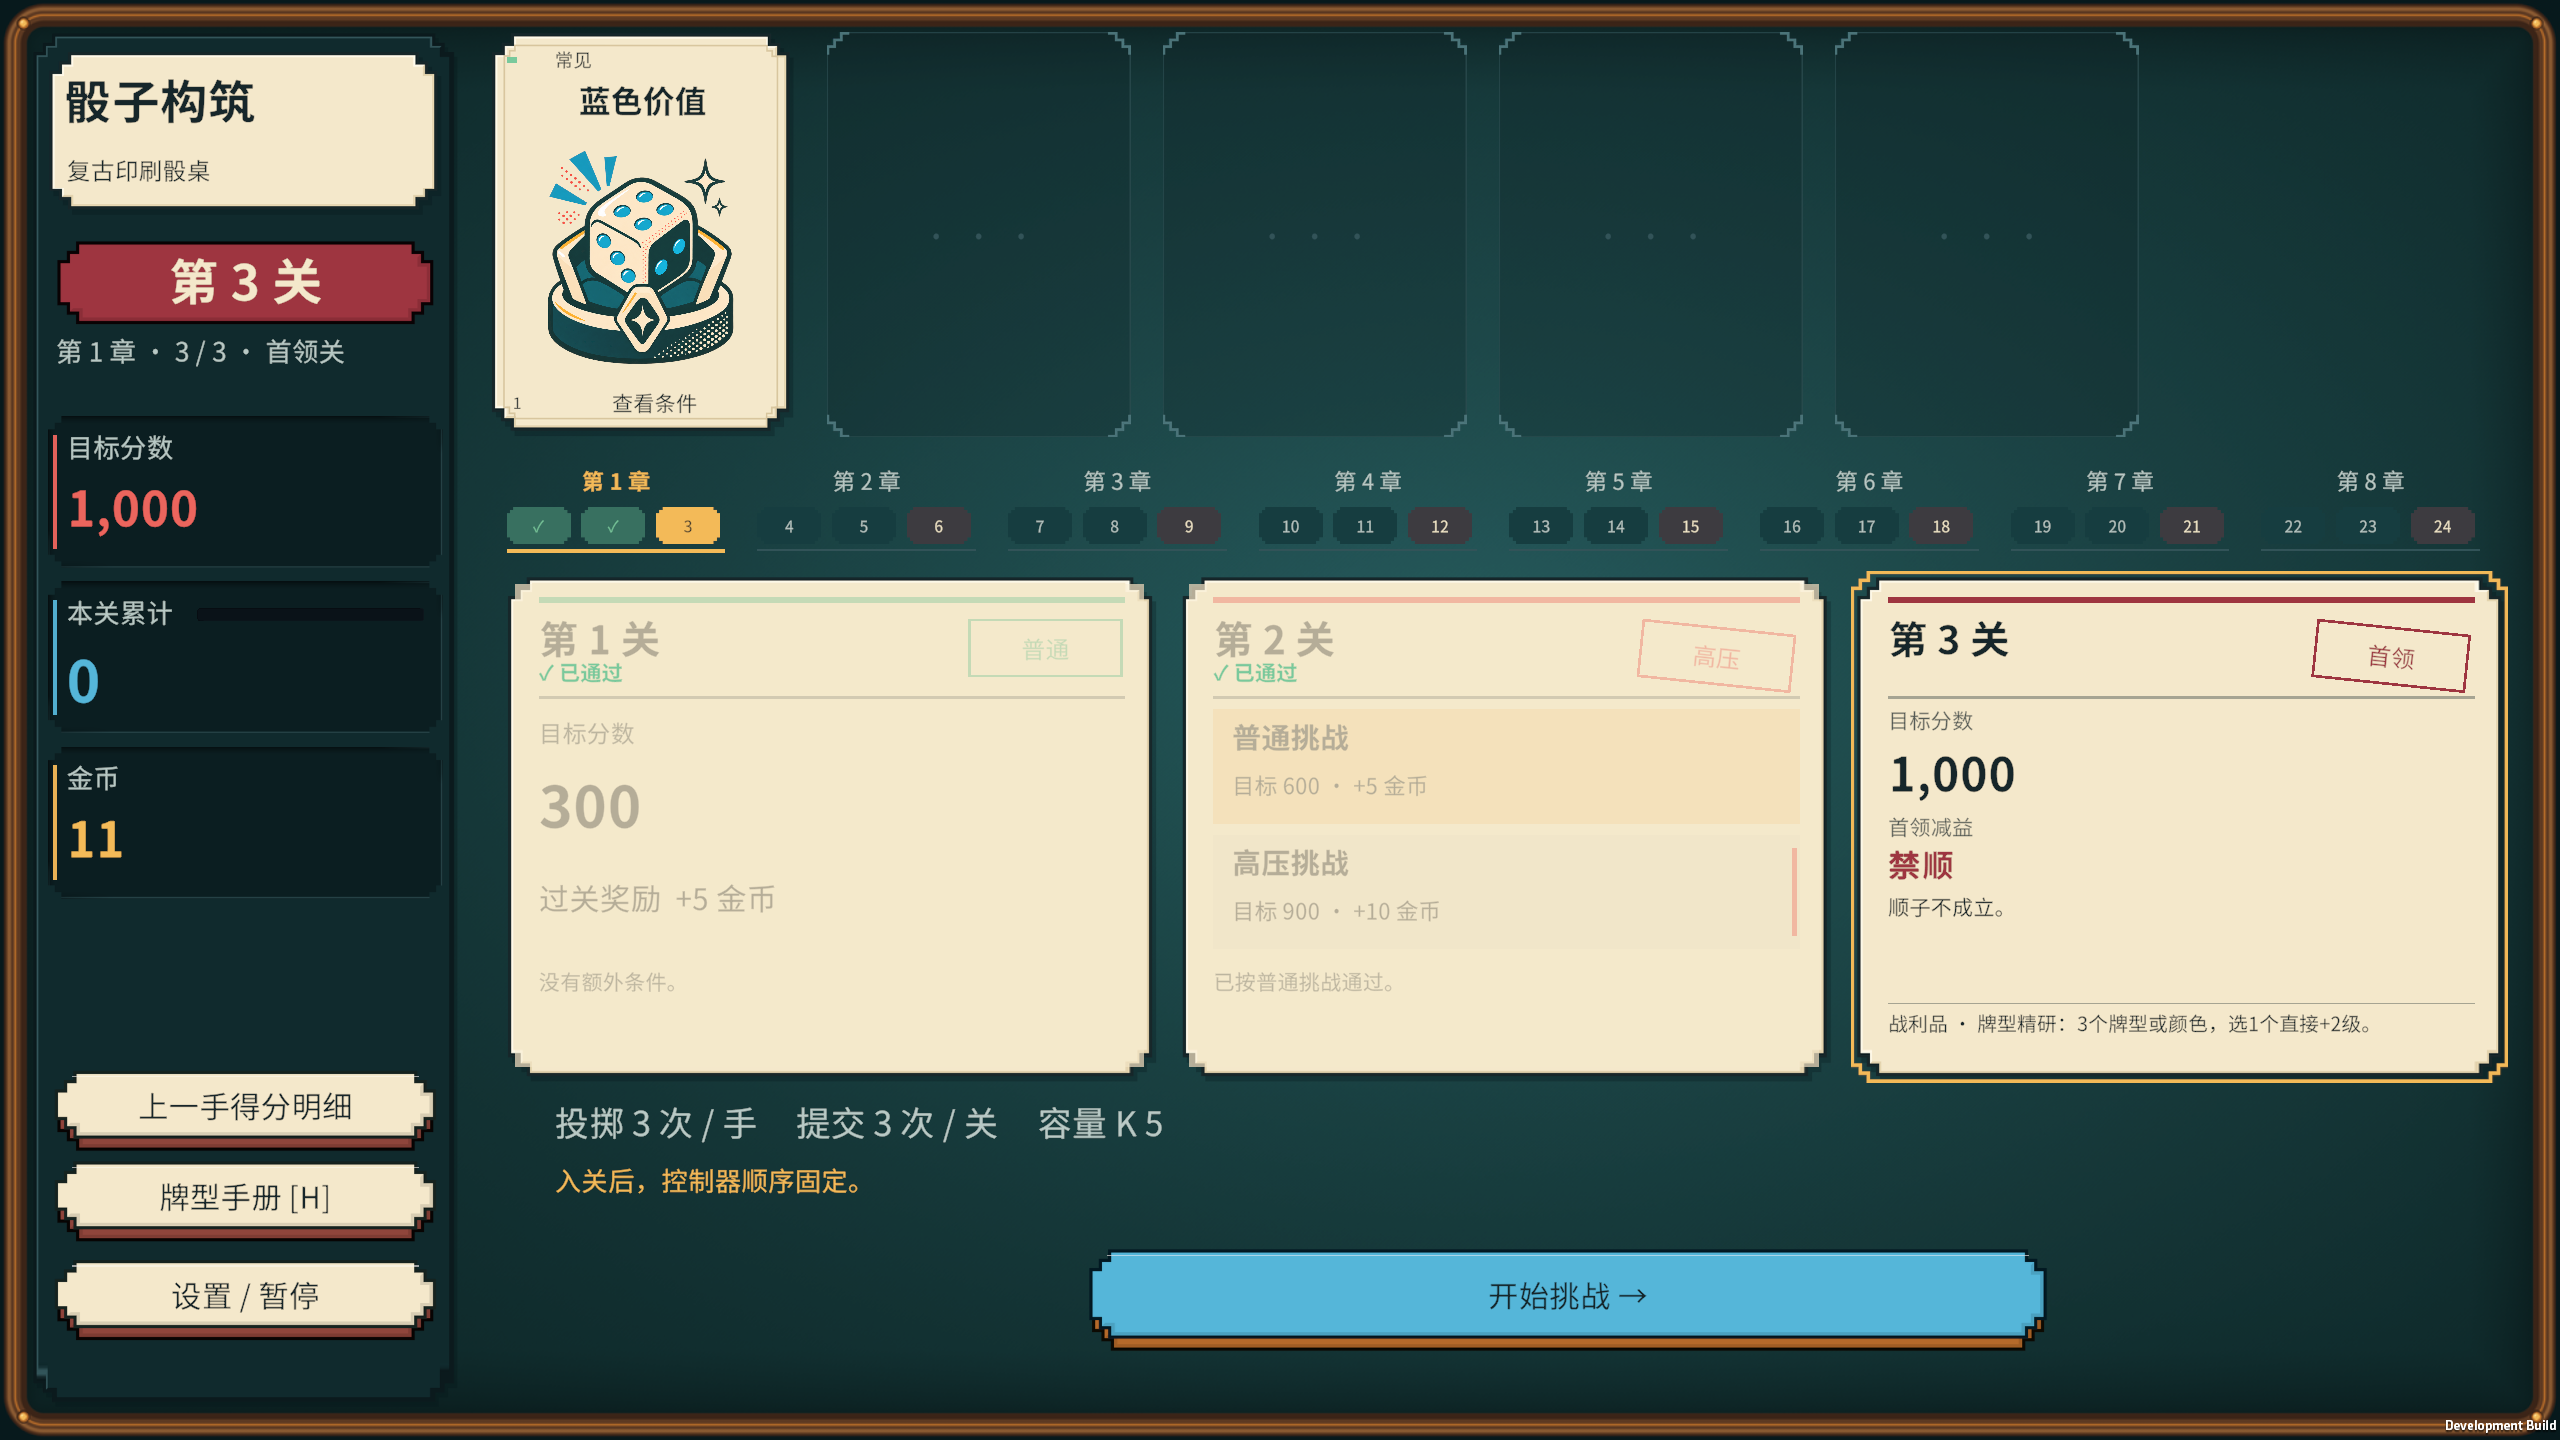 骰子构筑
复古印刷骰桌
第 3 关
第 1 章 · 3 / 3 · 首领关
目标分数
1,000
本关累计
0
金币
11
上一手得分明细
牌型手册 [H]
设置 / 暂停
常见
蓝色价值
1
查看条件
第 1 章 第 2 章 第 3 章 第 4 章 第 5 章 第 6 章 第 7 章 第 8 章
✓ ✓ 3 4 5 6 7 8 9 10 11 12 13 14 15 16 17 18 19 20 21 22 23 24
第 1 关
普通
✓ 已通过
目标分数
300
过关奖励 +5 金币
没有额外条件。
第 2 关
高压
✓ 已通过
普通挑战
目标 600 · +5 金币
高压挑战
目标 900 · +10 金币
已按普通挑战通过。
第 3 关
首领
目标分数
1,000
首领减益
禁顺
顺子不成立。
战利品 · 牌型精研：3个牌型或颜色，选1个直接+2级。
投掷 3 次 / 手 提交 3 次 / 关 容量 K 5
入关后，控制器顺序固定。
开始挑战 →
Development Build